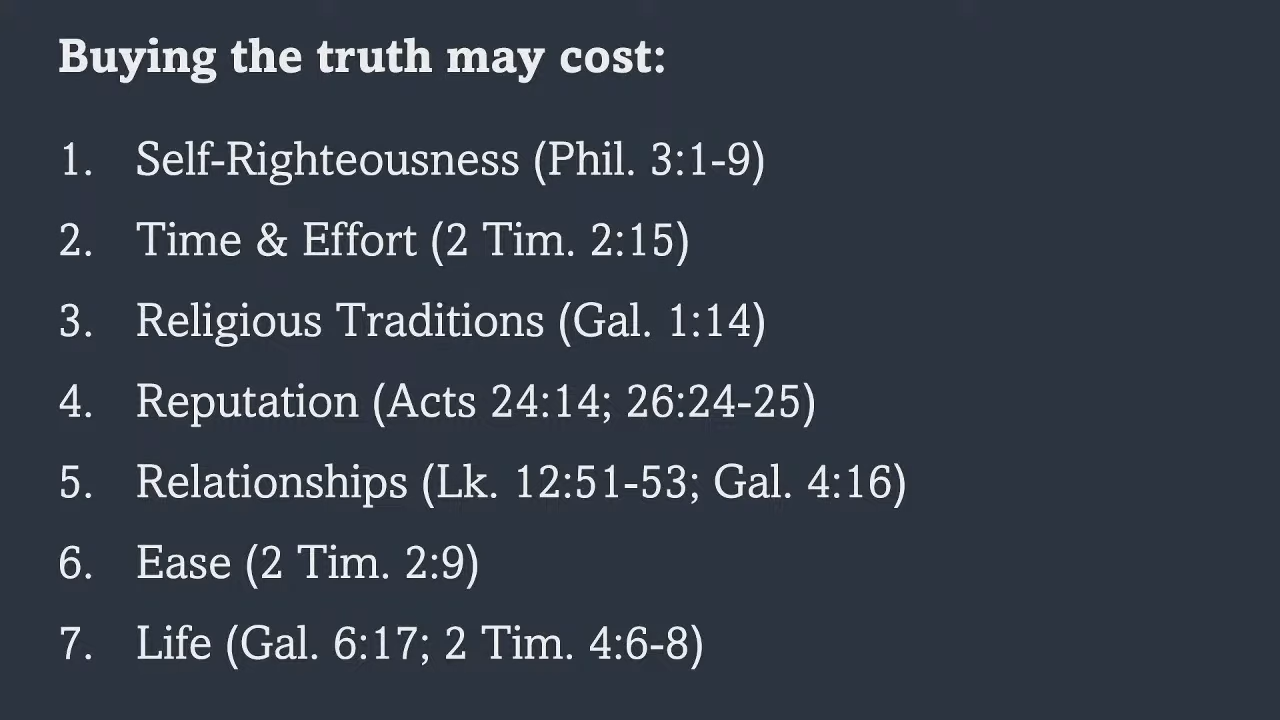 Buying the truth may cost:
1. Self-Righteousness (Phil. 3:1-9)
2. Time & Effort (2 Tim. 2:15)
3. Religious Traditions (Gal. 1:14)
4. Reputation (Acts 24:14; 26:24-25)
5. Relationships (Lk. 12:51-53; Gal. 4:16)
6. Ease (2 Tim. 2:9)
7. Life (Gal. 6:17; 2 Tim. 4:6-8)